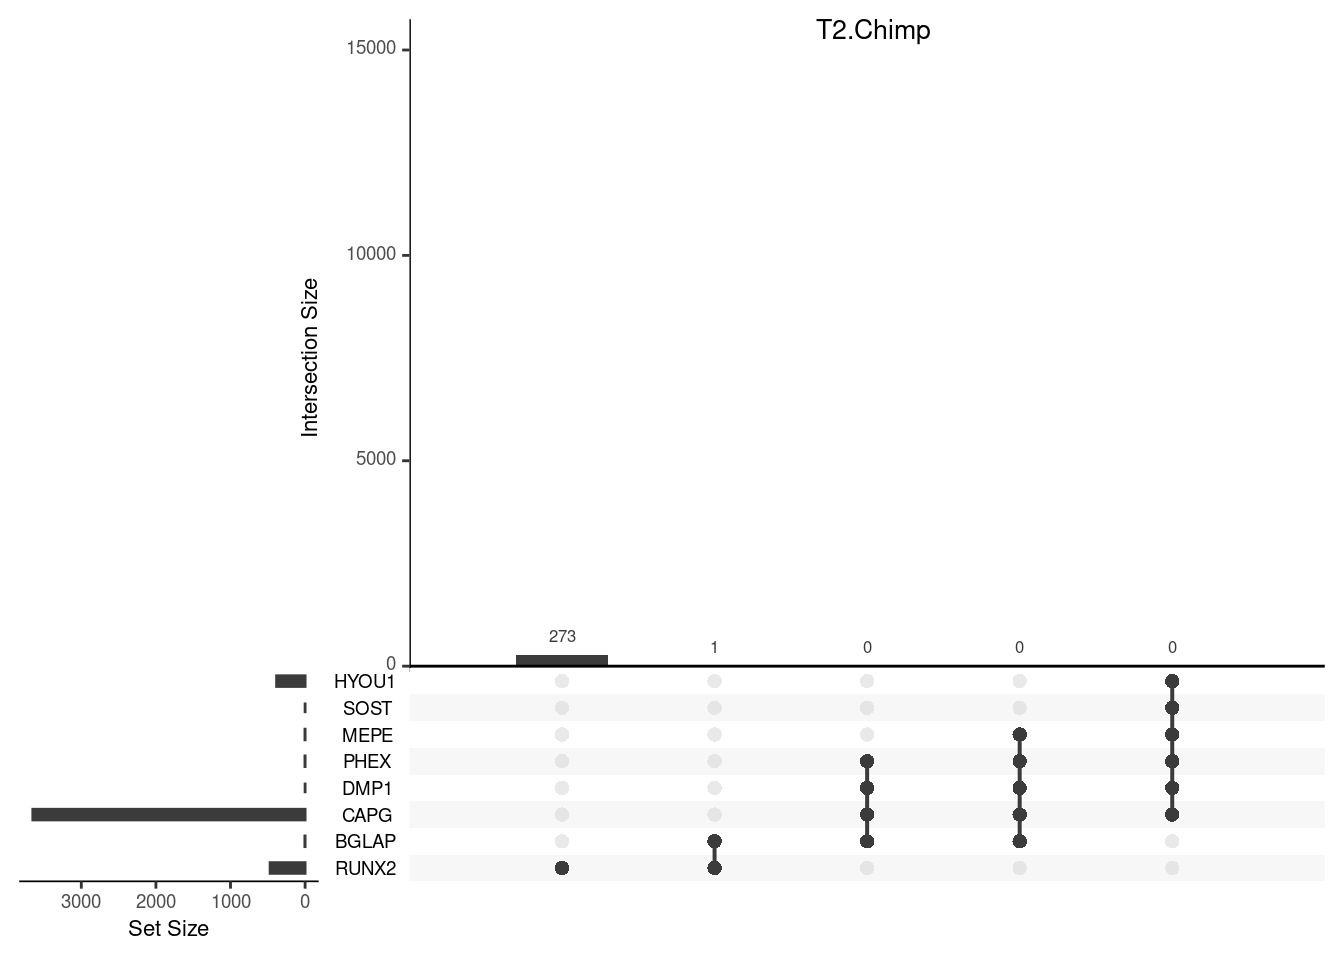 T2.Chimp
15000
10000
5000
0
Intersection Size
273
1
0
0
0
HYOU1
SOST
MEPE
PHEX
DMP1
CAPG
BGLAP
RUNX2
3000 2000 1000 0
Set Size